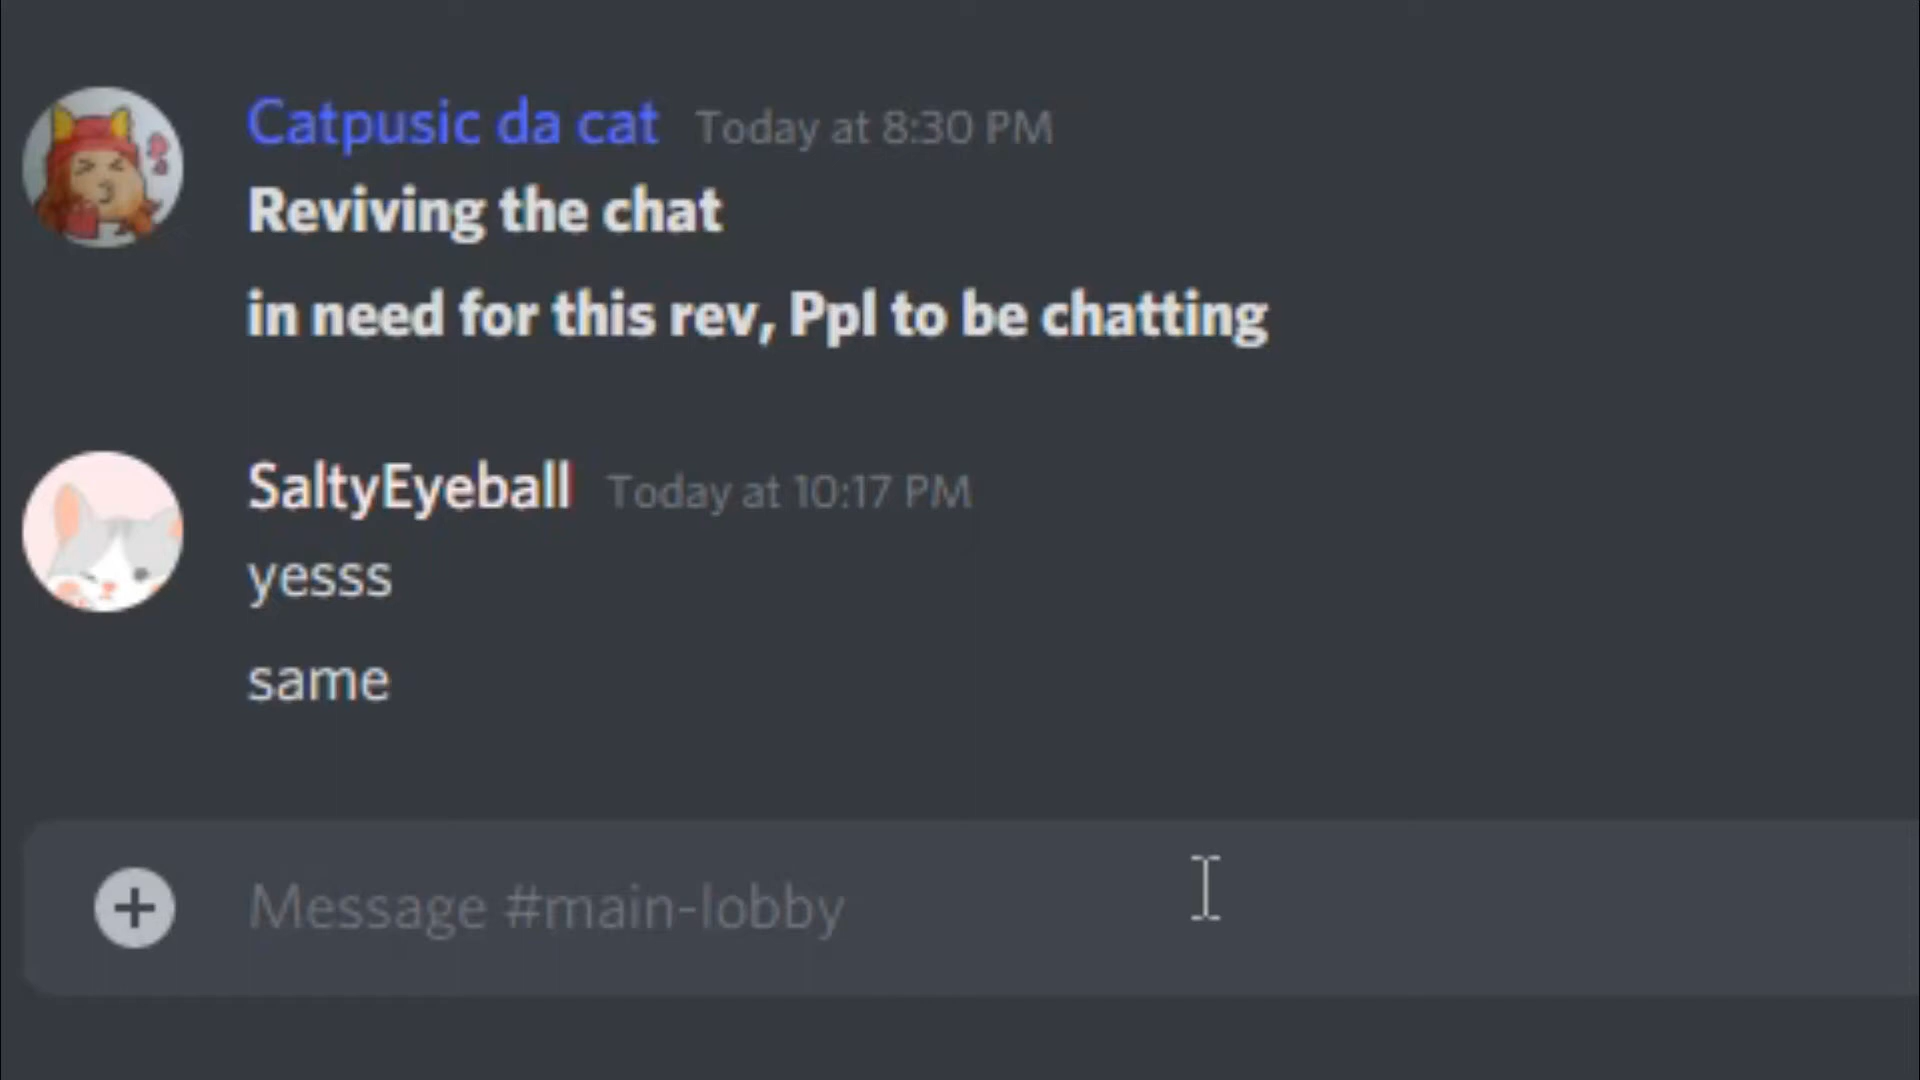 Catpusic da cat Today at 8:30 PM
Reviving the chat
in need for this rev, Ppl to be chatting
SaltyEyeball Today at 10:17 PM
yesss
same
Message #main-lobby